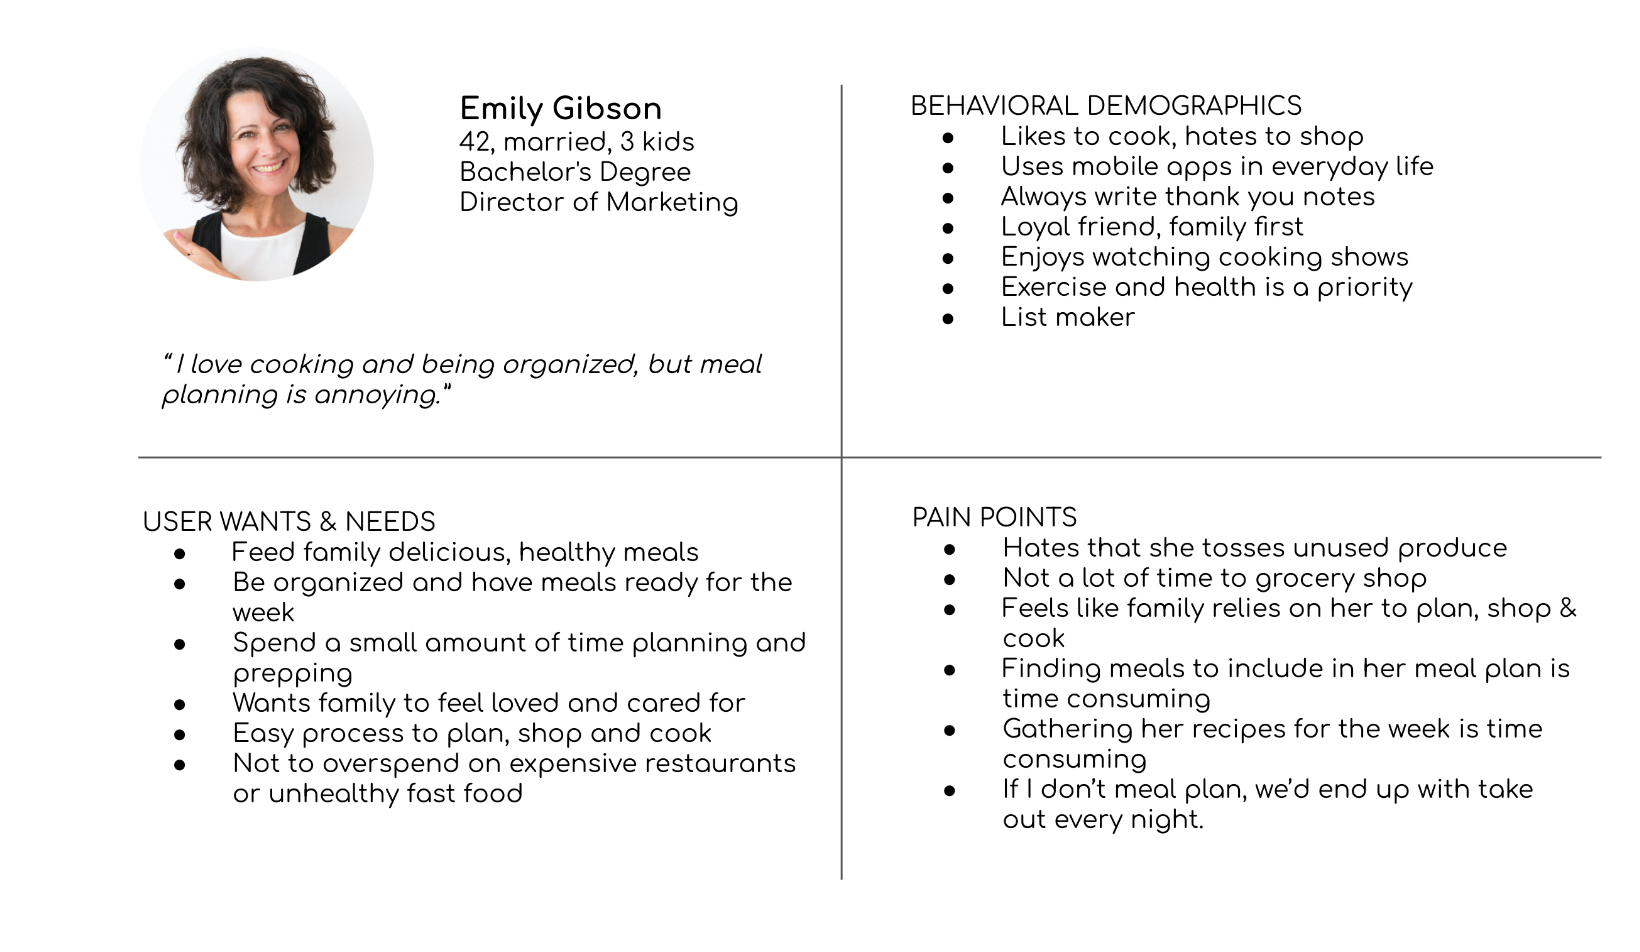 Emily Gibson
42, married, 3 kids
Bachelor's Degree
Director of Marketing
“ I love cooking and being organized, but meal
planning is annoying.”
BEHAVIORAL DEMOGRAPHICS
● Likes to cook, hates to shop
● Uses mobile apps in everyday life
● Always write thank you notes
● Loyal friend, family first
● Enjoys watching cooking shows
● Exercise and health is a priority
● List maker
USER WANTS & NEEDS
● Feed family delicious, healthy meals
● Be organized and have meals ready for the
week
● Spend a small amount of time planning and
prepping
● Wants family to feel loved and cared for
● Easy process to plan, shop and cook
● Not to overspend on expensive restaurants
or unhealthy fast food
PAIN POINTS
● Hates that she tosses unused produce
● Not a lot of time to grocery shop
● Feels like family relies on her to plan, shop &
cook
● Finding meals to include in her meal plan is
time consuming
● Gathering her recipes for the week is time
consuming
● If I don’t meal plan, we’d end up with take
out every night.